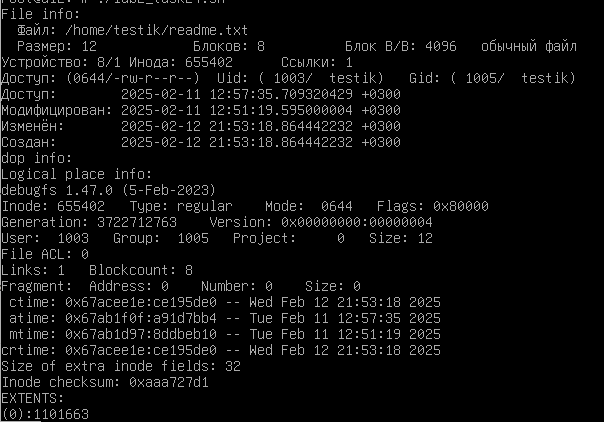 File info:
Файл: /home/testik/readme.txt
Размер: 12 Блоков: 8 Блок В/В: 4096 обычный файл
Устройство: 8/1 Инода: 655402 Ссылки: 1
Доступ: (0644/-rw-r--r--) Uid: ( 1003/ testik) Gid: ( 1005/ testik)
Доступ: 2025-02-11 12:57:35.709320429 +0300
Модифицирован: 2025-02-11 12:51:19.595000004 +0300
Изменён: 2025-02-12 21:53:18.864442232 +0300
Создан: 2025-02-12 21:53:18.864442232 +0300
dop info:
Logical place info:
debugfs 1.47.0 (5-Feb-2023)
Inode: 655402 Type: regular Mode: 0644 Flags: 0x80000
Generation: 3722712763 Version: 0x00000000:00000004
User: 1003 Group: 1005 Project: 0 Size: 12
File ACL: 0
Links: 1 Blockcount: 8
Fragment: Address: 0 Number: 0 Size: 0
ctime: 0x67acee1e:ce195de0 -- Wed Feb 12 21:53:18 2025
atime: 0x67ab1f0f:a91d7bb4 -- Tue Feb 11 12:57:35 2025
mtime: 0x67ab1d97:8ddbeb10 -- Tue Feb 11 12:51:19 2025
crtime: 0x67acee1e:ce195de0 -- Wed Feb 12 21:53:18 2025
Size of extra inode fields: 32
Inode checksum: 0xaaa727d1
EXTENTS:
(0):1101663